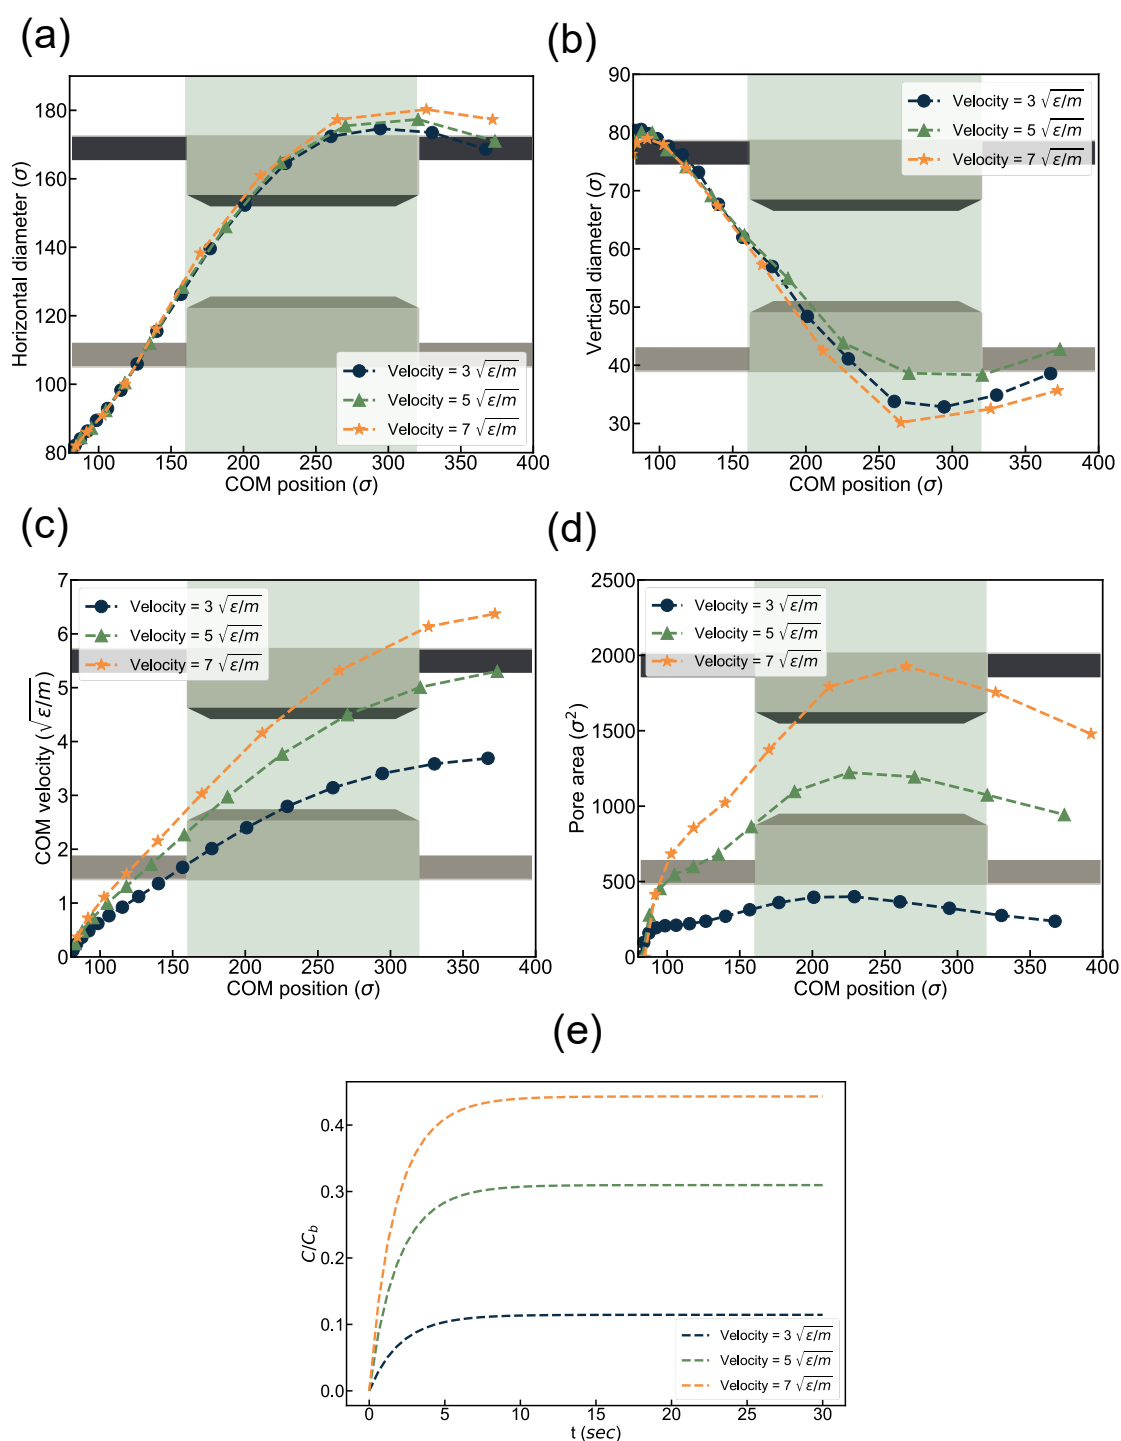 (a)
180
160
140
120
100
80
Horizontal diameter (σ)
Velocity = 3 √ε/m
Velocity = 5 √ε/m
Velocity = 7 √ε/m
100 150 200 250 300 350 400
COM position (σ)
(b)
90
80
70
60
50
40
30
Vertical diameter (σ)
Velocity = 3 √ε/m
Velocity = 5 √ε/m
Velocity = 7 √ε/m
100 150 200 250 300 350 400
COM position (σ)
(c)
7
6
5
4
3
2
1
0
COM velocity (√ε/m)
Velocity = 3 √ε/m
Velocity = 5 √ε/m
Velocity = 7 √ε/m
100 150 200 250 300 350 400
COM position (σ)
(d)
2500
2000
1500
1000
500
0
Pore area (σ²)
Velocity = 3 √ε/m
Velocity = 5 √ε/m
Velocity = 7 √ε/m
100 150 200 250 300 350 400
COM position (σ)
(e)
0.4
0.3
0.2
0.1
0.0
C/C_b
Velocity = 3 √ε/m
Velocity = 5 √ε/m
Velocity = 7 √ε/m
0 5 10 15 20 25 30
t (sec)